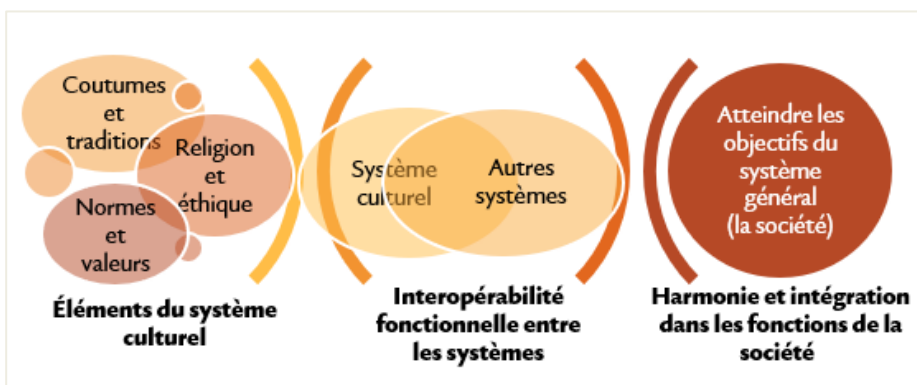 Coutumes
et
traditions
Religion
et
éthique
Normes
et
valeurs
Éléments du système
culturel
Système
culturel
Autres
systèmes
Interopérabilité
fonctionnelle entre
les systèmes
Atteindre les
objectifs du
système
général
(la société)
Harmonie et intégration
dans les fonctions de la
société